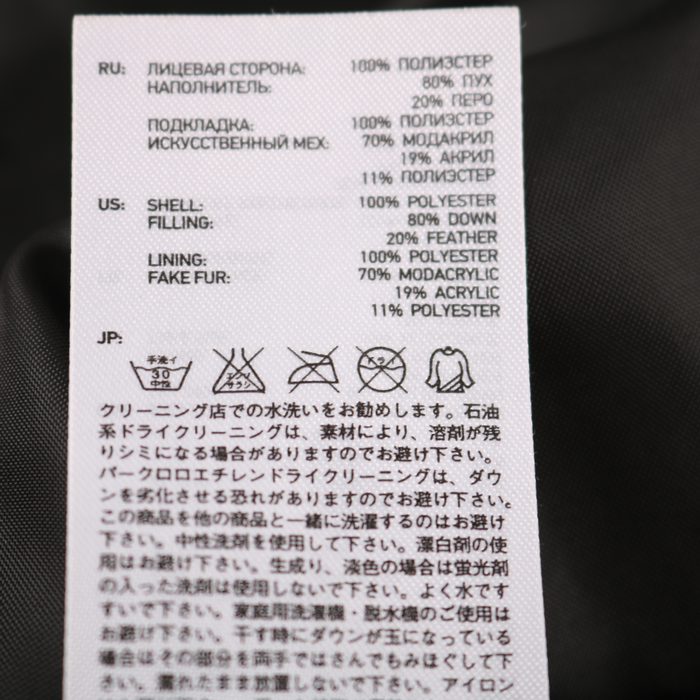 RU: ЛИЦЕВАЯ СТОРОНА: 100% ПОЛИЭСТЕР
НАПОЛНИТЕЛЬ: 80% ПУХ
20% ПЕРО
ПОДКЛАДКА: 100% ПОЛИЭСТЕР
ИСКУССТВЕННЫЙ МЕХ: 70% МОДАКРИЛ
19% АКРИЛ
11% ПОЛИЭСТЕР
US: SHELL: 100% POLYESTER
FILLING: 80% DOWN
20% FEATHER
LINING: 100% POLYESTER
FAKE FUR: 70% MODACRYLIC
19% ACRYLIC
11% POLYESTER
JP:
手洗イ
30
中性
エンソ
サラシ
ドライ
クリーニング店での水洗いをお勧めします。石油
系ドライクリーニングは、素材により、溶剤が残
りシミになる場合がありますのでお避け下さい。
パークロロエチレンドライクリーニングは、ダウ
ンを劣化させる恐れがありますのでお避け下さい。
この商品を他の商品と一緒に洗濯するのはお避け
下さい。中性洗剤を使用して下さい。漂白剤の使
用はお避け下さい。生成り、淡色の場合は蛍光剤
の入った洗剤は使用しないで下さい。よく水です
すいで下さい。家庭用洗濯機・脱水機のご使用は
お避け下さい。干す時にダウンが玉になっている
場合はその部分を両手ではさんでもみほぐして下
さい。濡れたまま放置しないで下さい。アイロン